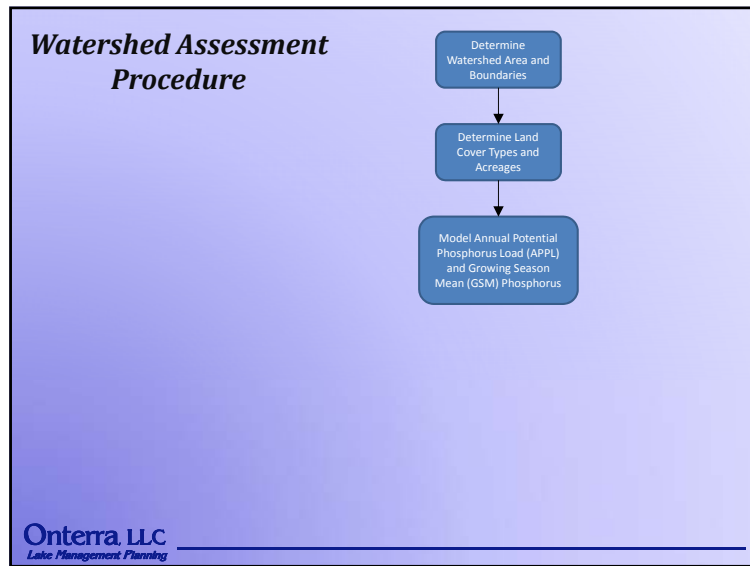 Watershed Assessment
Procedure
Determine
Watershed Area and
Boundaries
Determine Land
Cover Types and
Acreages
Model Annual Potential
Phosphorus Load (APPL)
and Growing Season
Mean (GSM) Phosphorus
Onterra, LLC
Lake Management Planning